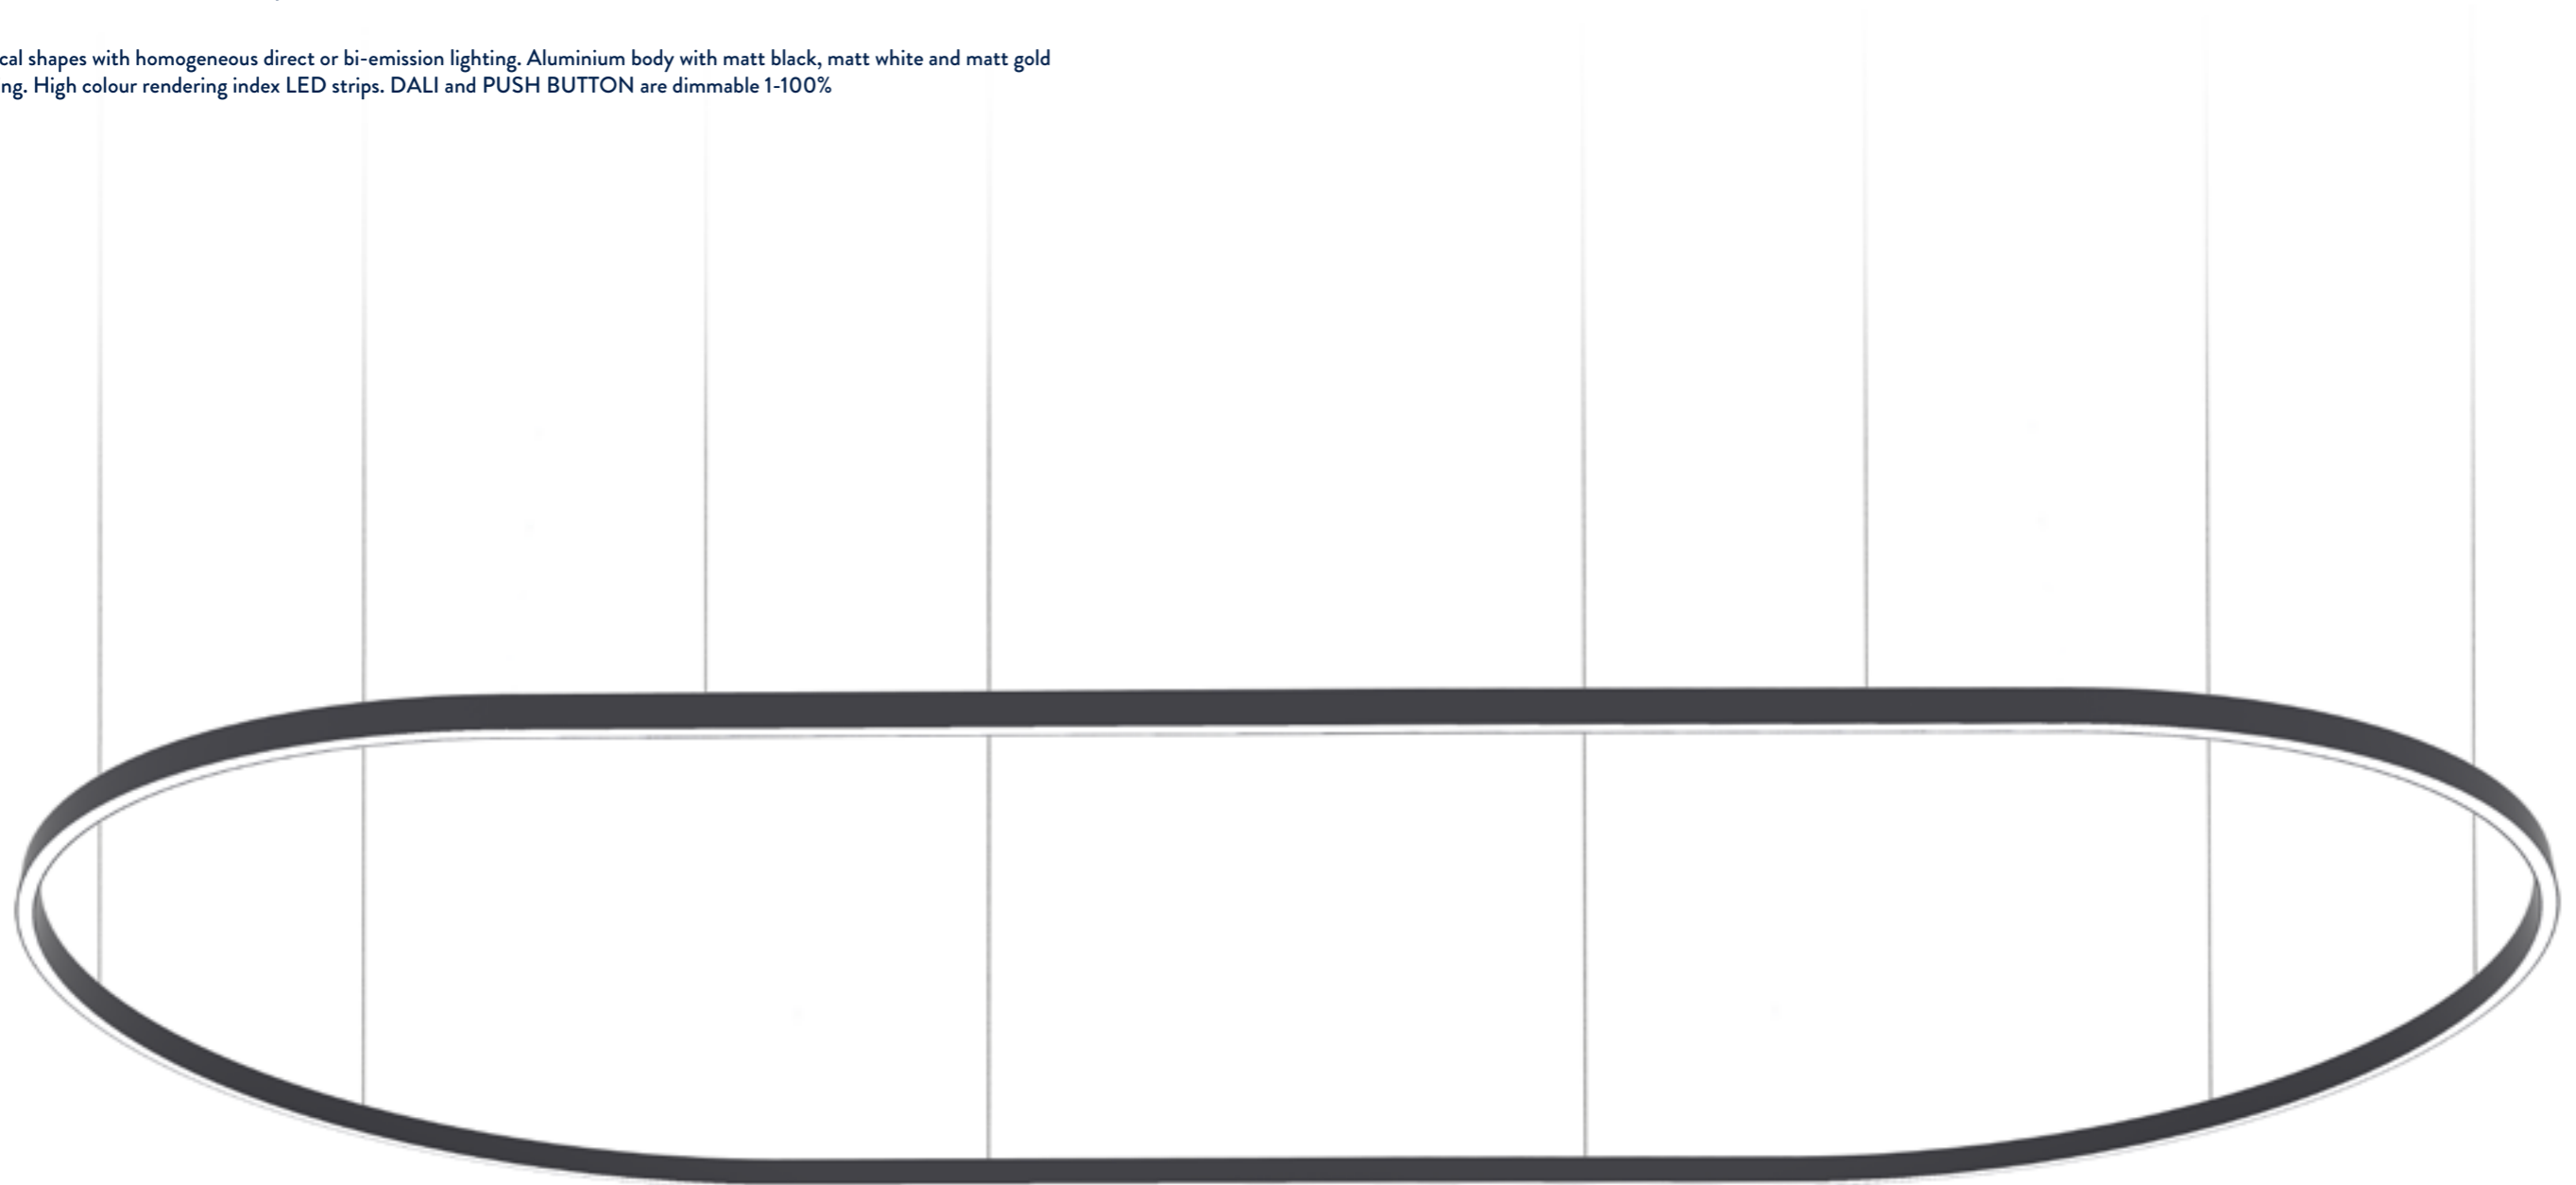 cal shapes with homogeneous direct or bi-emission lighting. Aluminium body with matt black, matt white and matt gold
ng. High colour rendering index LED strips. DALI and PUSH BUTTON are dimmable 1-100%